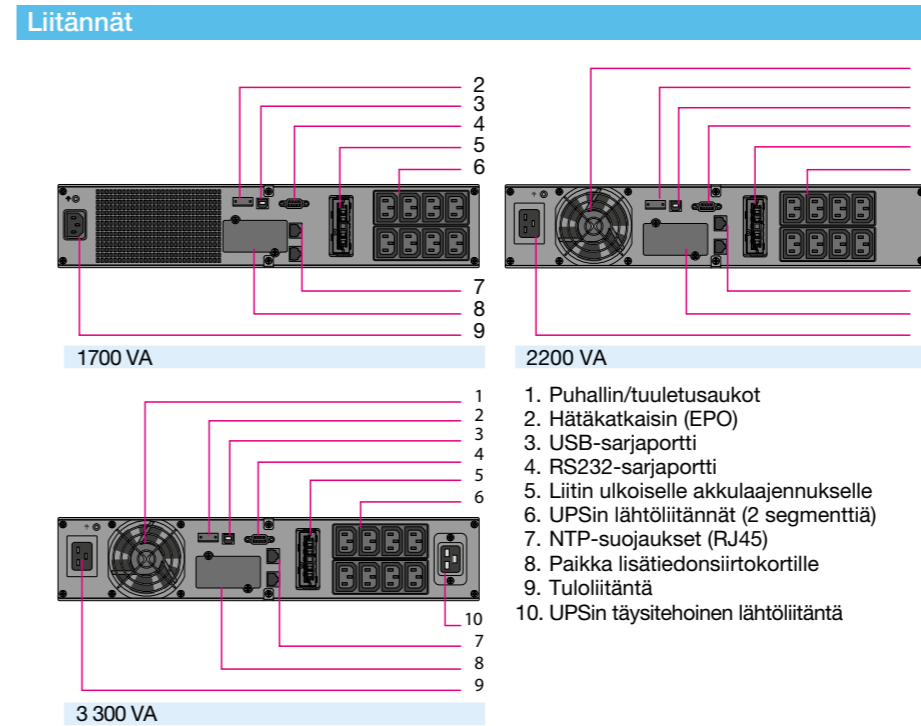 Liitännät
2
3
4
5
6
7
8
9
1700 VA
2200 VA
1
2
3
4
5
6
10
7
8
9
3 300 VA
1. Puhallin/tuuletusaukot
2. Hätäkatkaisin (EPO)
3. USB-sarjaportti
4. RS232-sarjaportti
5. Liitin ulkoiselle akkulaajennukselle
6. UPSin lähtöliitännät (2 segmenttiä)
7. NTP-suojaukset (RJ45)
8. Paikka lisätiedonsiirtokortille
9. Tuloliitäntä
10. UPSin täysitehoinen lähtöliitäntä